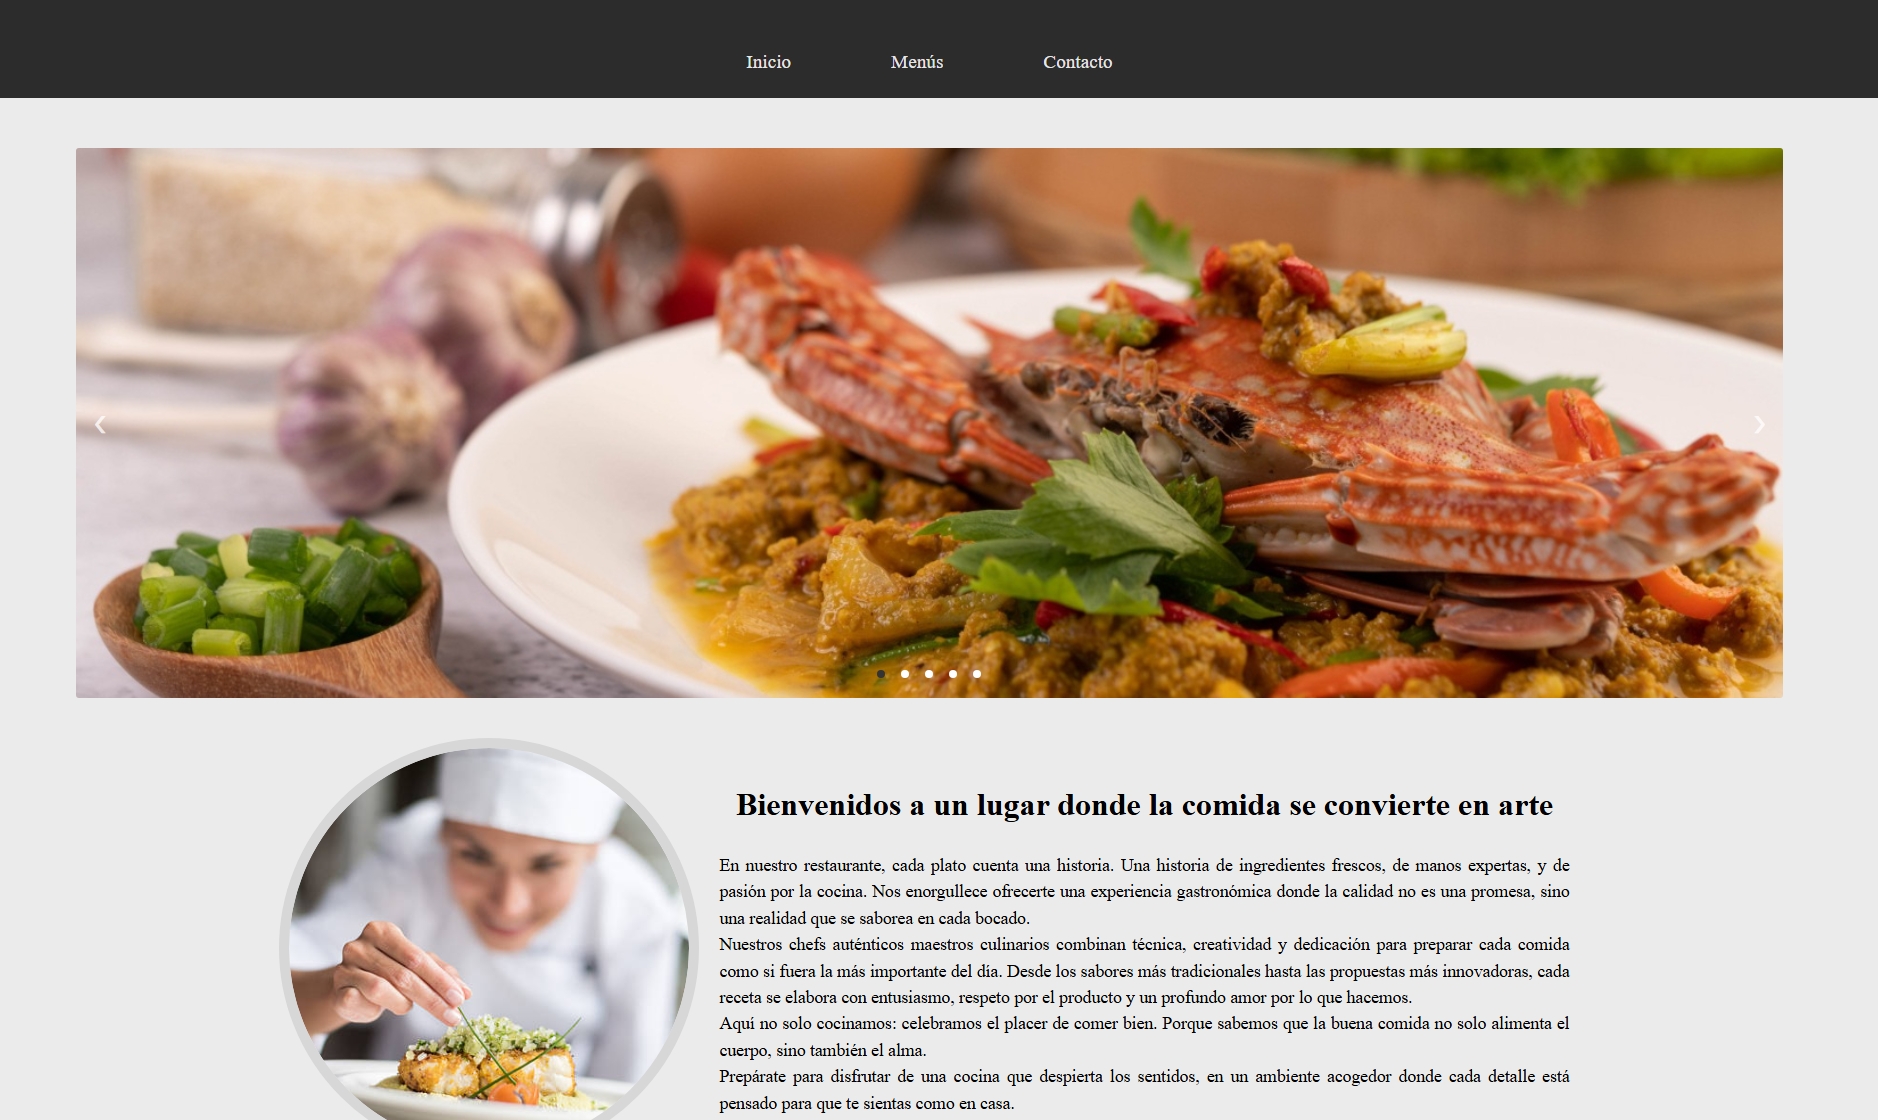 Inicio Menús Contacto
‹ ›
Bienvenidos a un lugar donde la comida se convierte en arte
En nuestro restaurante, cada plato cuenta una historia. Una historia de ingredientes frescos, de manos expertas, y de
pasión por la cocina. Nos enorgullece ofrecerte una experiencia gastronómica donde la calidad no es una promesa, sino
una realidad que se saborea en cada bocado.
Nuestros chefs auténticos maestros culinarios combinan técnica, creatividad y dedicación para preparar cada comida
como si fuera la más importante del día. Desde los sabores más tradicionales hasta las propuestas más innovadoras, cada
receta se elabora con entusiasmo, respeto por el producto y un profundo amor por lo que hacemos.
Aquí no solo cocinamos: celebramos el placer de comer bien. Porque sabemos que la buena comida no solo alimenta el
cuerpo, sino también el alma.
Prepárate para disfrutar de una cocina que despierta los sentidos, en un ambiente acogedor donde cada detalle está
pensado para que te sientas como en casa.